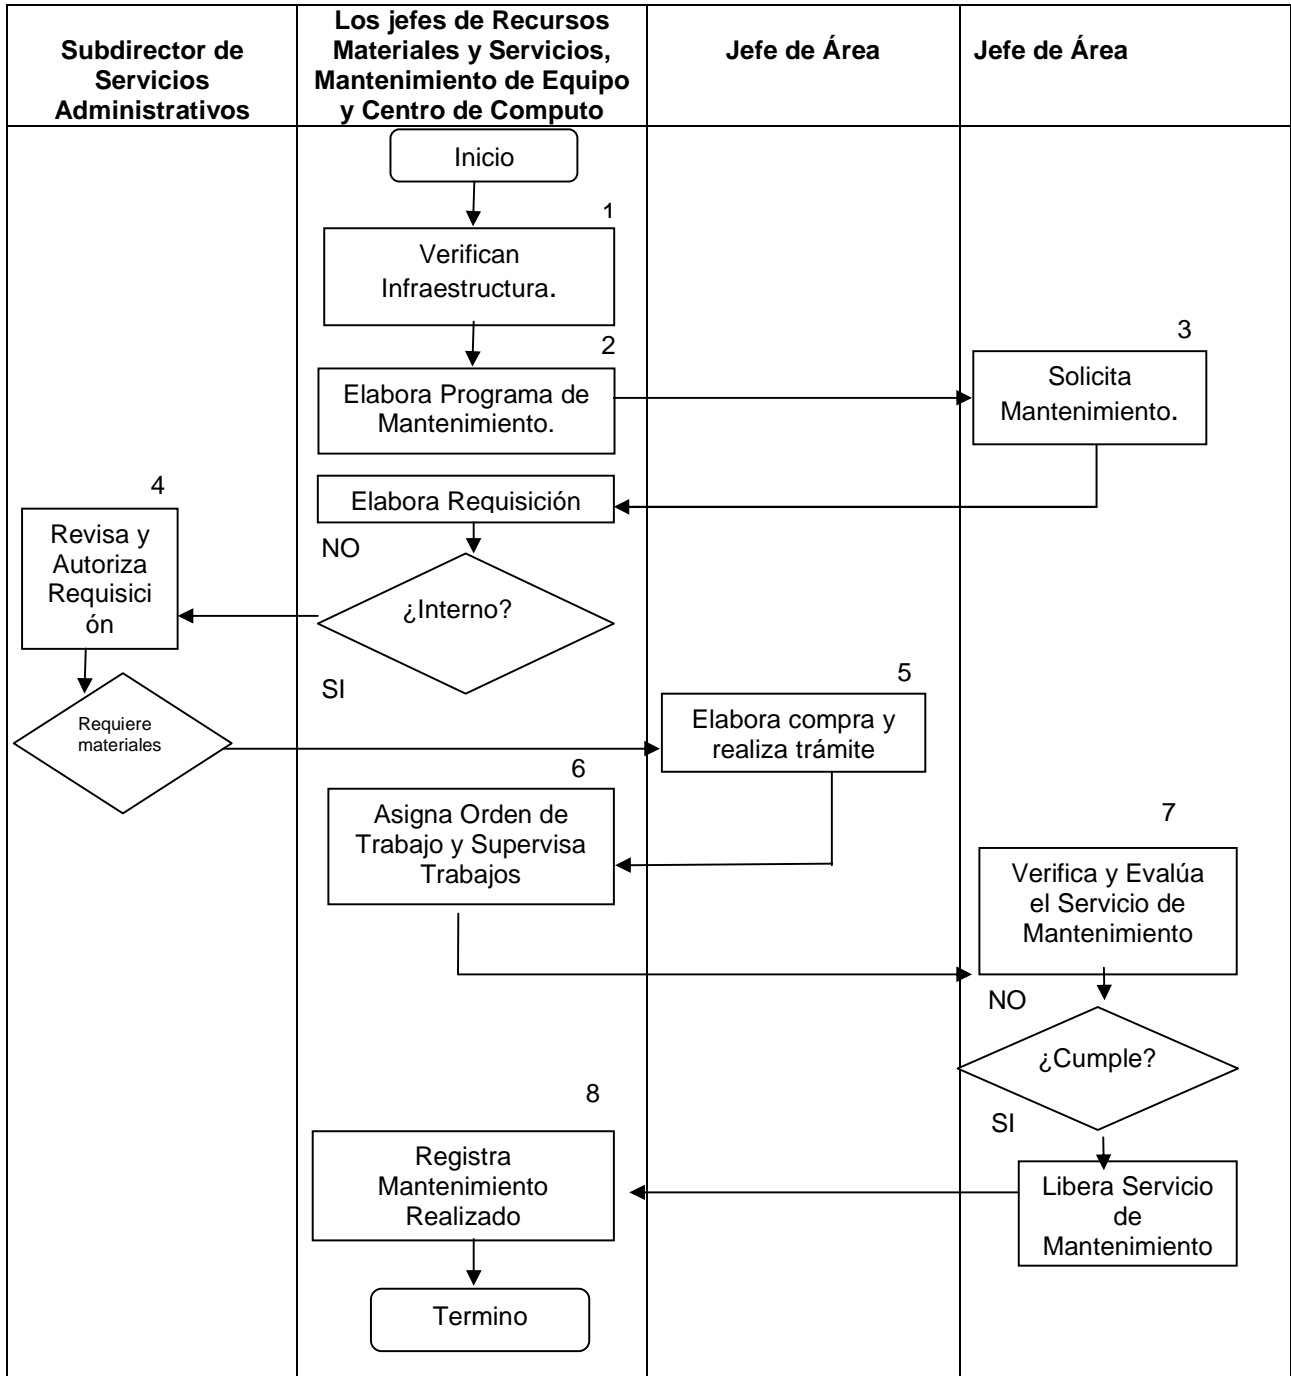 Subdirector de
Servicios
Administrativos
Los jefes de Recursos
Materiales y Servicios,
Mantenimiento de Equipo
y Centro de Computo
Jefe de Área
Jefe de Área
Inicio
1
Verifican
Infraestructura.
2
Elabora Programa de
Mantenimiento.
3
Solicita
Mantenimiento.
Elabora Requisición
4
Revisa y
Autoriza
Requisici
ón
NO
¿Interno?
SI
Requiere
materiales
5
Elabora compra y
realiza trámite
6
Asigna Orden de
Trabajo y Supervisa
Trabajos
7
Verifica y Evalúa
el Servicio de
Mantenimiento
NO
¿Cumple?
SI
8
Registra
Mantenimiento
Realizado
Libera Servicio
de
Mantenimiento
Termino